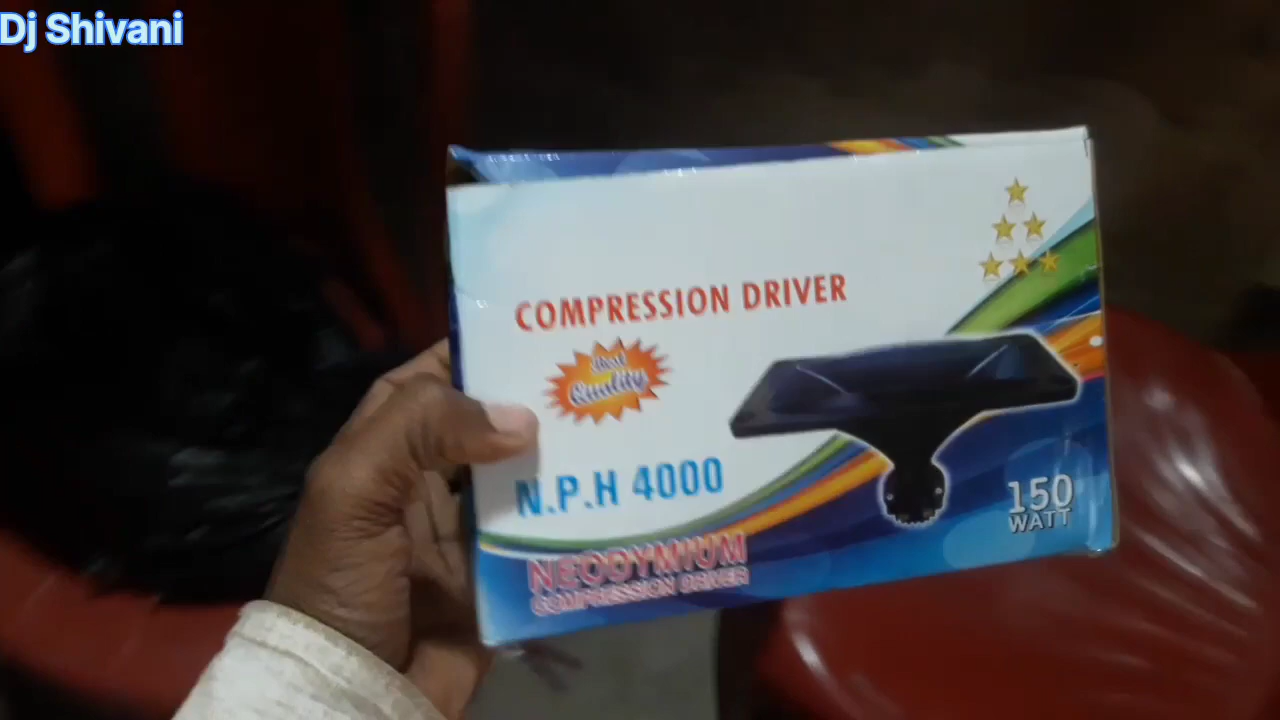 Dj Shivani
COMPRESSION DRIVER
Best
Quality
N.P.H 4000
150
WATT
NEODYMIUM
COMPRESSION DRIVER